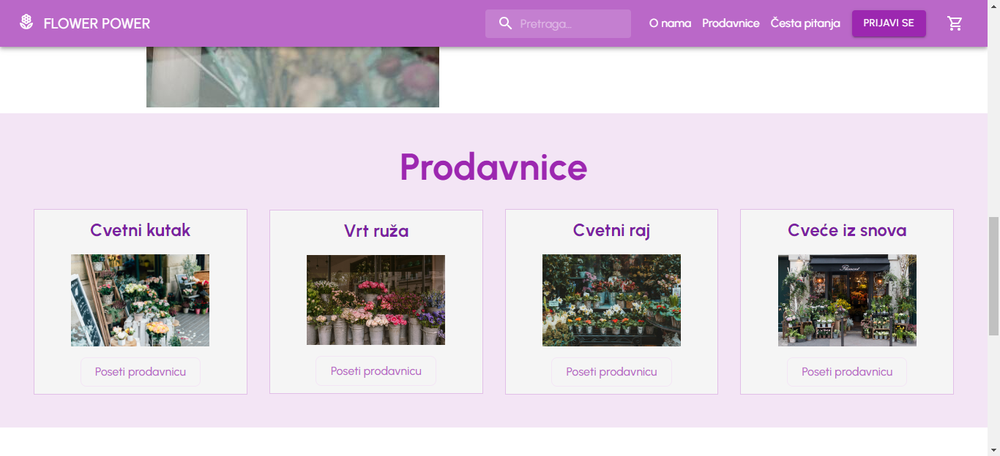 FLOWER POWER
Pretraga...
O nama
Prodavnice
Česta pitanja
PRIJAVI SE
Prodavnice
Cvetni kutak
Vrt ruža
Cvetni raj
Cveće iz snova
Poseti prodavnicu
Poseti prodavnicu
Poseti prodavnicu
Poseti prodavnicu